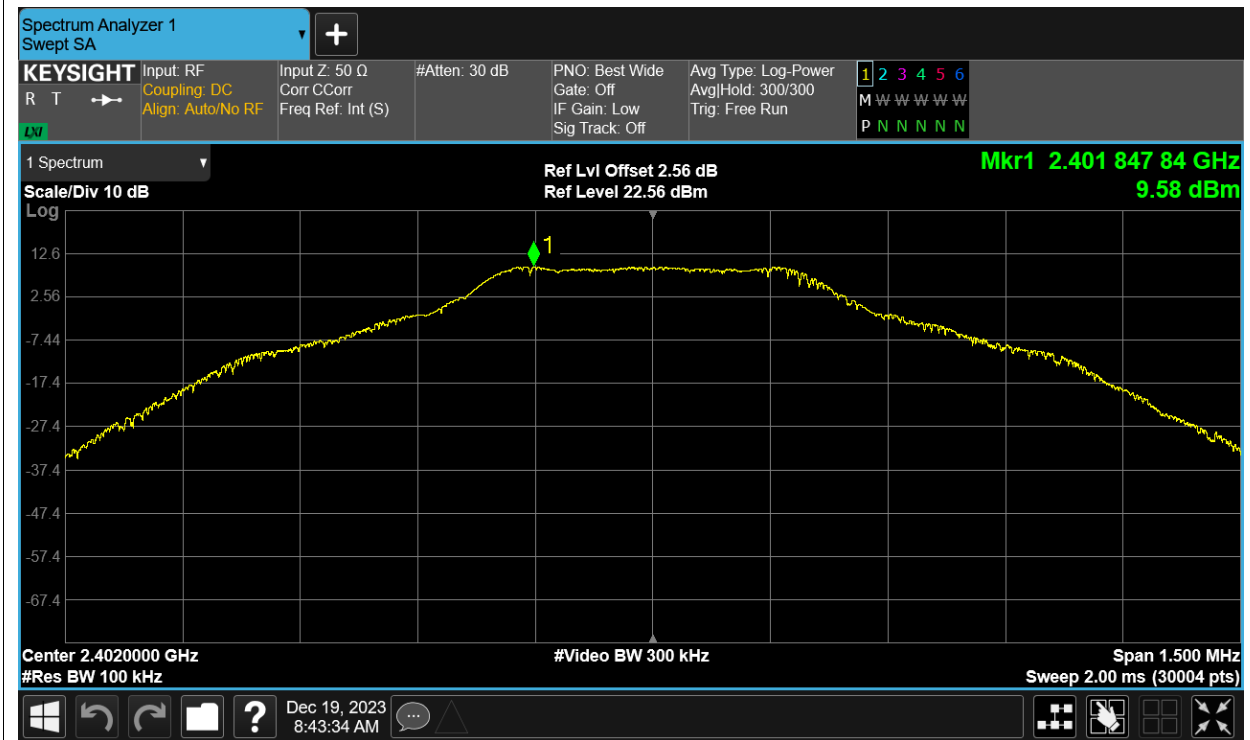 Spectrum Analyzer 1
Swept SA
+
KEYSIGHT
R T
LXI
Input: RF
Coupling: DC
Align: Auto/No RF
Input Z: 50 Ω
Corr CCorr
Freq Ref: Int (S)
#Atten: 30 dB
PNO: Best Wide
Gate: Off
IF Gain: Low
Sig Track: Off
Avg Type: Log-Power
Avg|Hold: 300/300
Trig: Free Run
1 2 3 4 5 6
M W W W W W
P N N N N N N
1 Spectrum
Scale/Div 10 dB
Log
Ref Lvl Offset 2.56 dB
Ref Level 22.56 dBm
Mkr1 2.401 847 84 GHz
9.58 dBm
1
12.6
2.56
-7.44
-17.4
-27.4
-37.4
-47.4
-57.4
-67.4
Center 2.4020000 GHz
#Res BW 100 kHz
#Video BW 300 kHz
Span 1.500 MHz
Sweep 2.00 ms (30004 pts)
?
Dec 19, 2023
8:43:34 AM